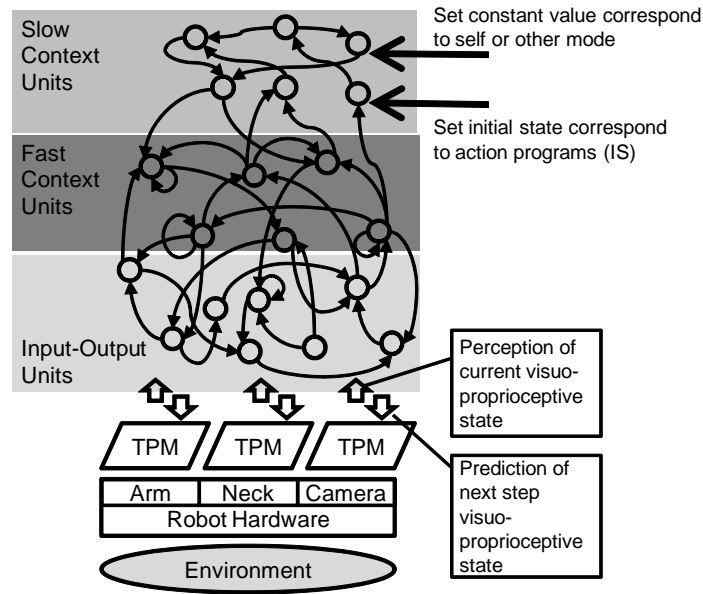 Slow
Context
Units
Set constant value correspond
to self or other mode
Set initial state correspond
to action programs (IS)
Fast
Context
Units
Input-Output
Units
Perception of
current visuo-
proprioceptive
state
Prediction of
next step
visuo-
proprioceptive
state
TPM TPM TPM
Arm Neck Camera
Robot Hardware
Environment